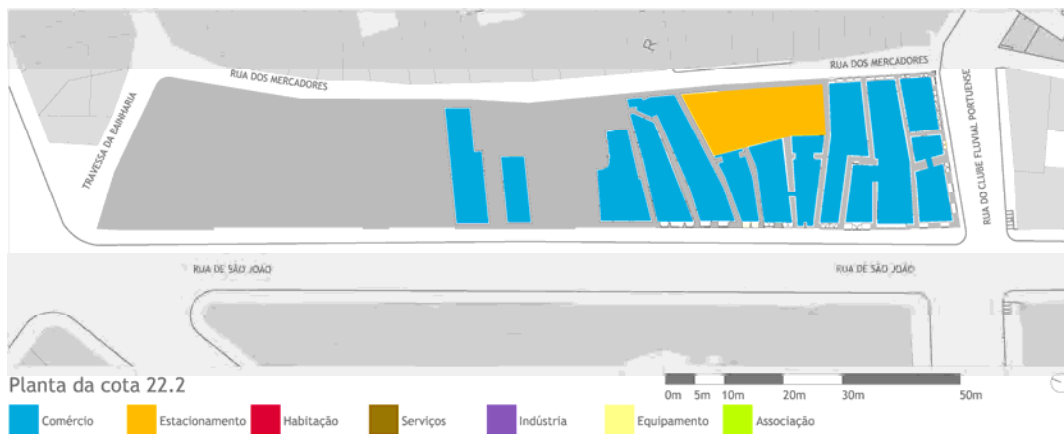 R
RUA DOS MERCADORES
RUA DOS MERCADORES
TRAVESSA DA BAINHARIA
RUA DO CLUBE FLUVIAL PORTUENSE
RUA DE SÃO JOÃO
RUA DE SÃO JOÃO
Planta da cota 22.2
0m 5m 10m 20m 30m 50m
Comércio Estacionamento Habitação Serviços Indústria Equipamento Associação